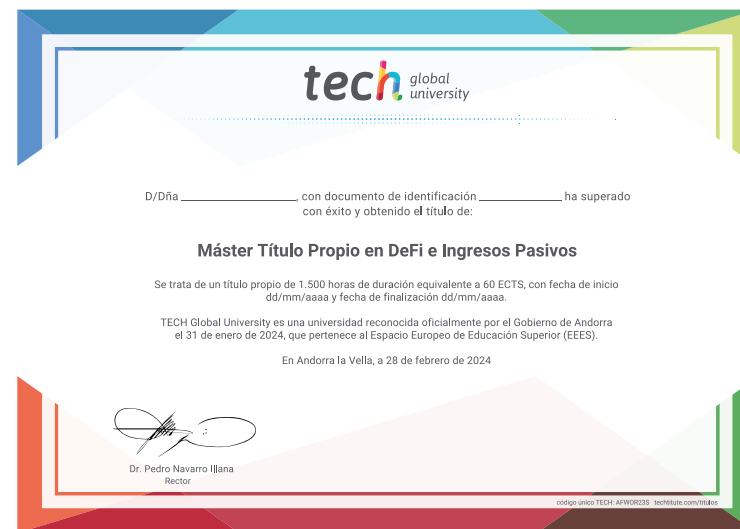 tech global university
D/Dña ______________, con documento de identificación ______________ ha superado
con éxito y obtenido el título de:
Máster Título Propio en DeFi e Ingresos Pasivos
Se trata de un título propio de 1.500 horas de duración equivalente a 60 ECTS, con fecha de inicio
dd/mm/aaaa y fecha de finalización dd/mm/aaaa.
TECH Global University es una universidad reconocida oficialmente por el Gobierno de Andorra
el 31 de enero de 2024, que pertenece al Espacio Europeo de Educación Superior (EEES).
En Andorra la Vella, a 28 de febrero de 2024
Dr. Pedro Navarro Illana
Rector
código único TECH: AFWOR23S techtitute.com/titulos